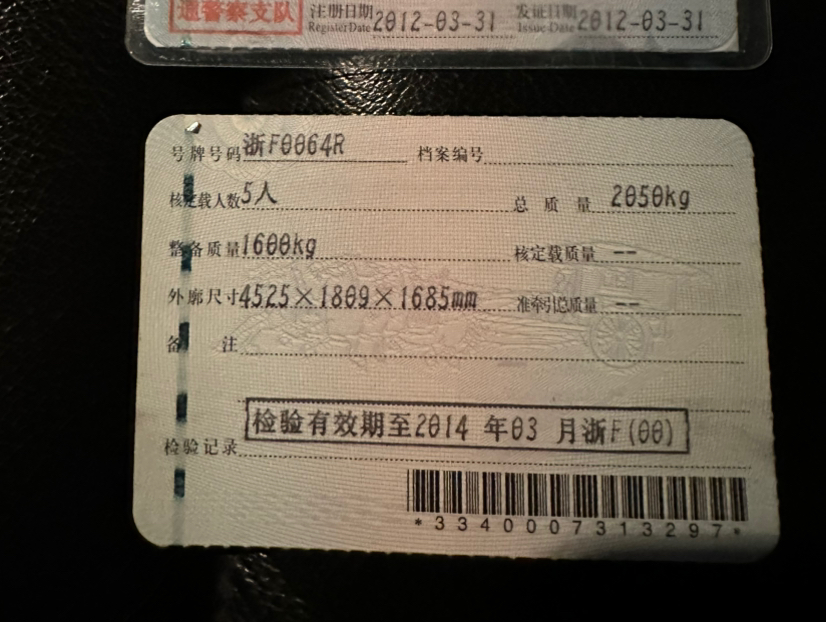 通警察支队 注册日期 2012-03-31 发证日期 2012-03-31
Register Date Issue Date
号牌号码 浙F0064R 档案编号
核定载人数 5人 总质量 2050kg
整备质量 1600kg 核定载质量 --
外廓尺寸 4525×1809×1685mm 准牵引总质量 --
备注
检验有效期至2014 年03 月浙F(00)
检验记录
*3340007313297*